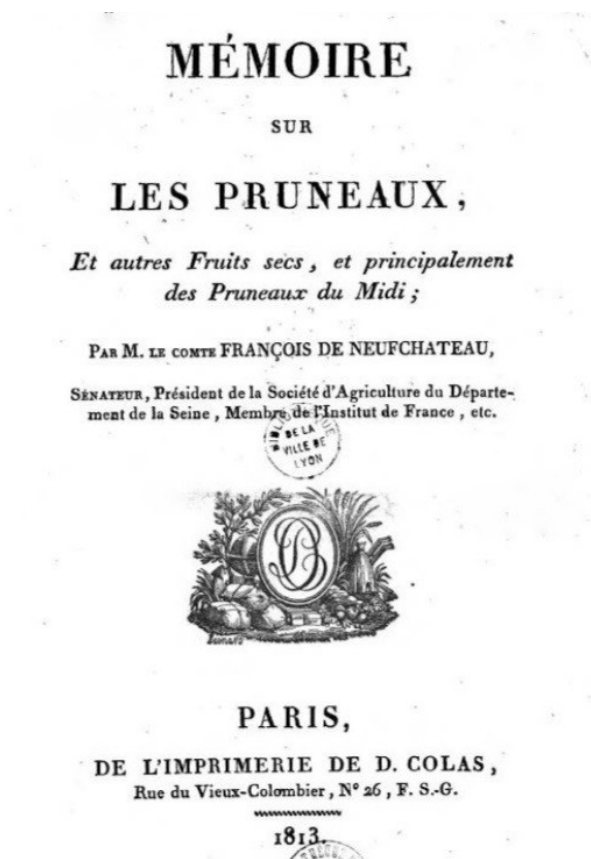 MÉMOIRE
SUR
LES PRUNEAUX,
Et autres Fruits secs, et principalement
des Pruneaux du Midi;
PAR M. LE COMTE FRANÇOIS DE NEUFCHATEAU,
SÉNATEUR, Président de la Société d'Agriculture du Départe-
ment de la Seine, Membre de l'Institut de France, etc.
DE LA
VILLE DE
LYON
PARIS,
DE L'IMPRIMERIE DE D. COLAS,
Rue du Vieux-Colombier, N° 26, F. S.-G.
1813.